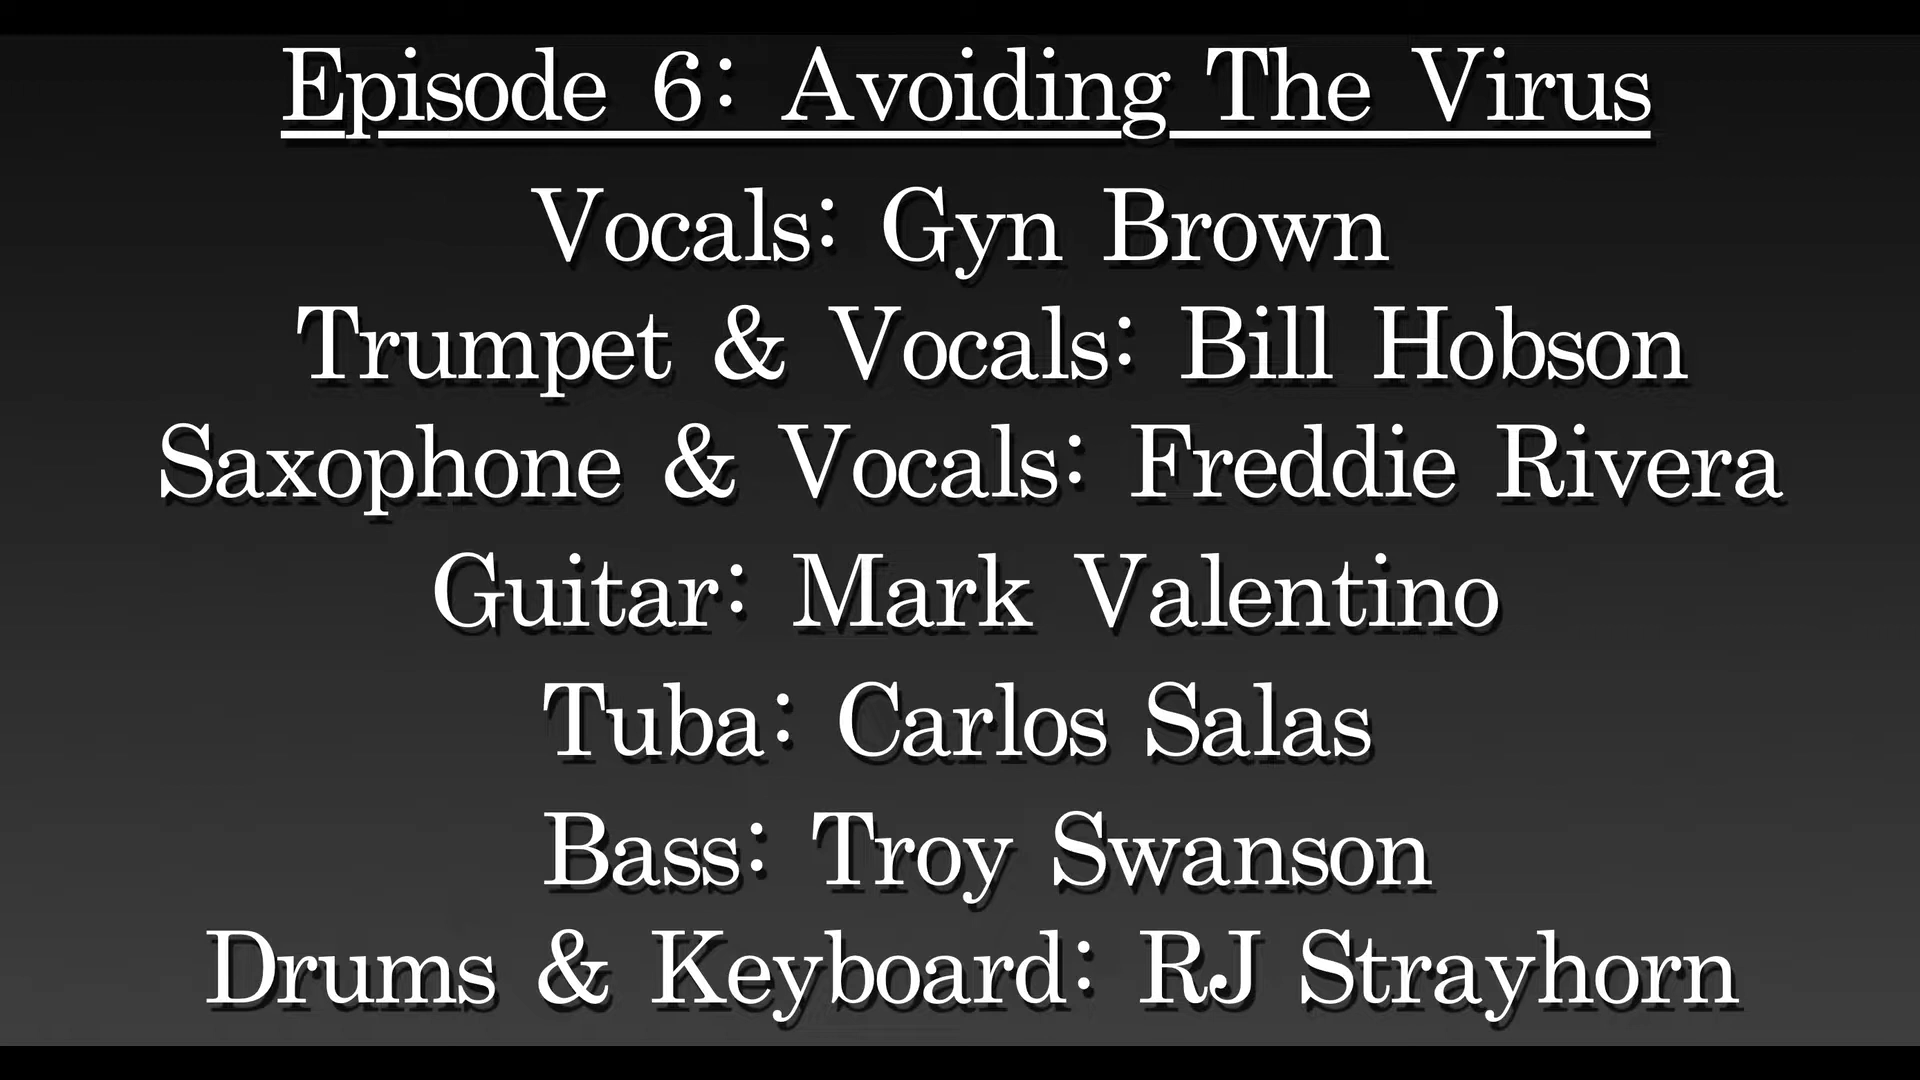 Episode 6: Avoiding The Virus
Vocals: Gyn Brown
Trumpet & Vocals: Bill Hobson
Saxophone & Vocals: Freddie Rivera
Guitar: Mark Valentino
Tuba: Carlos Salas
Bass: Troy Swanson
Drums & Keyboard: RJ Strayhorn